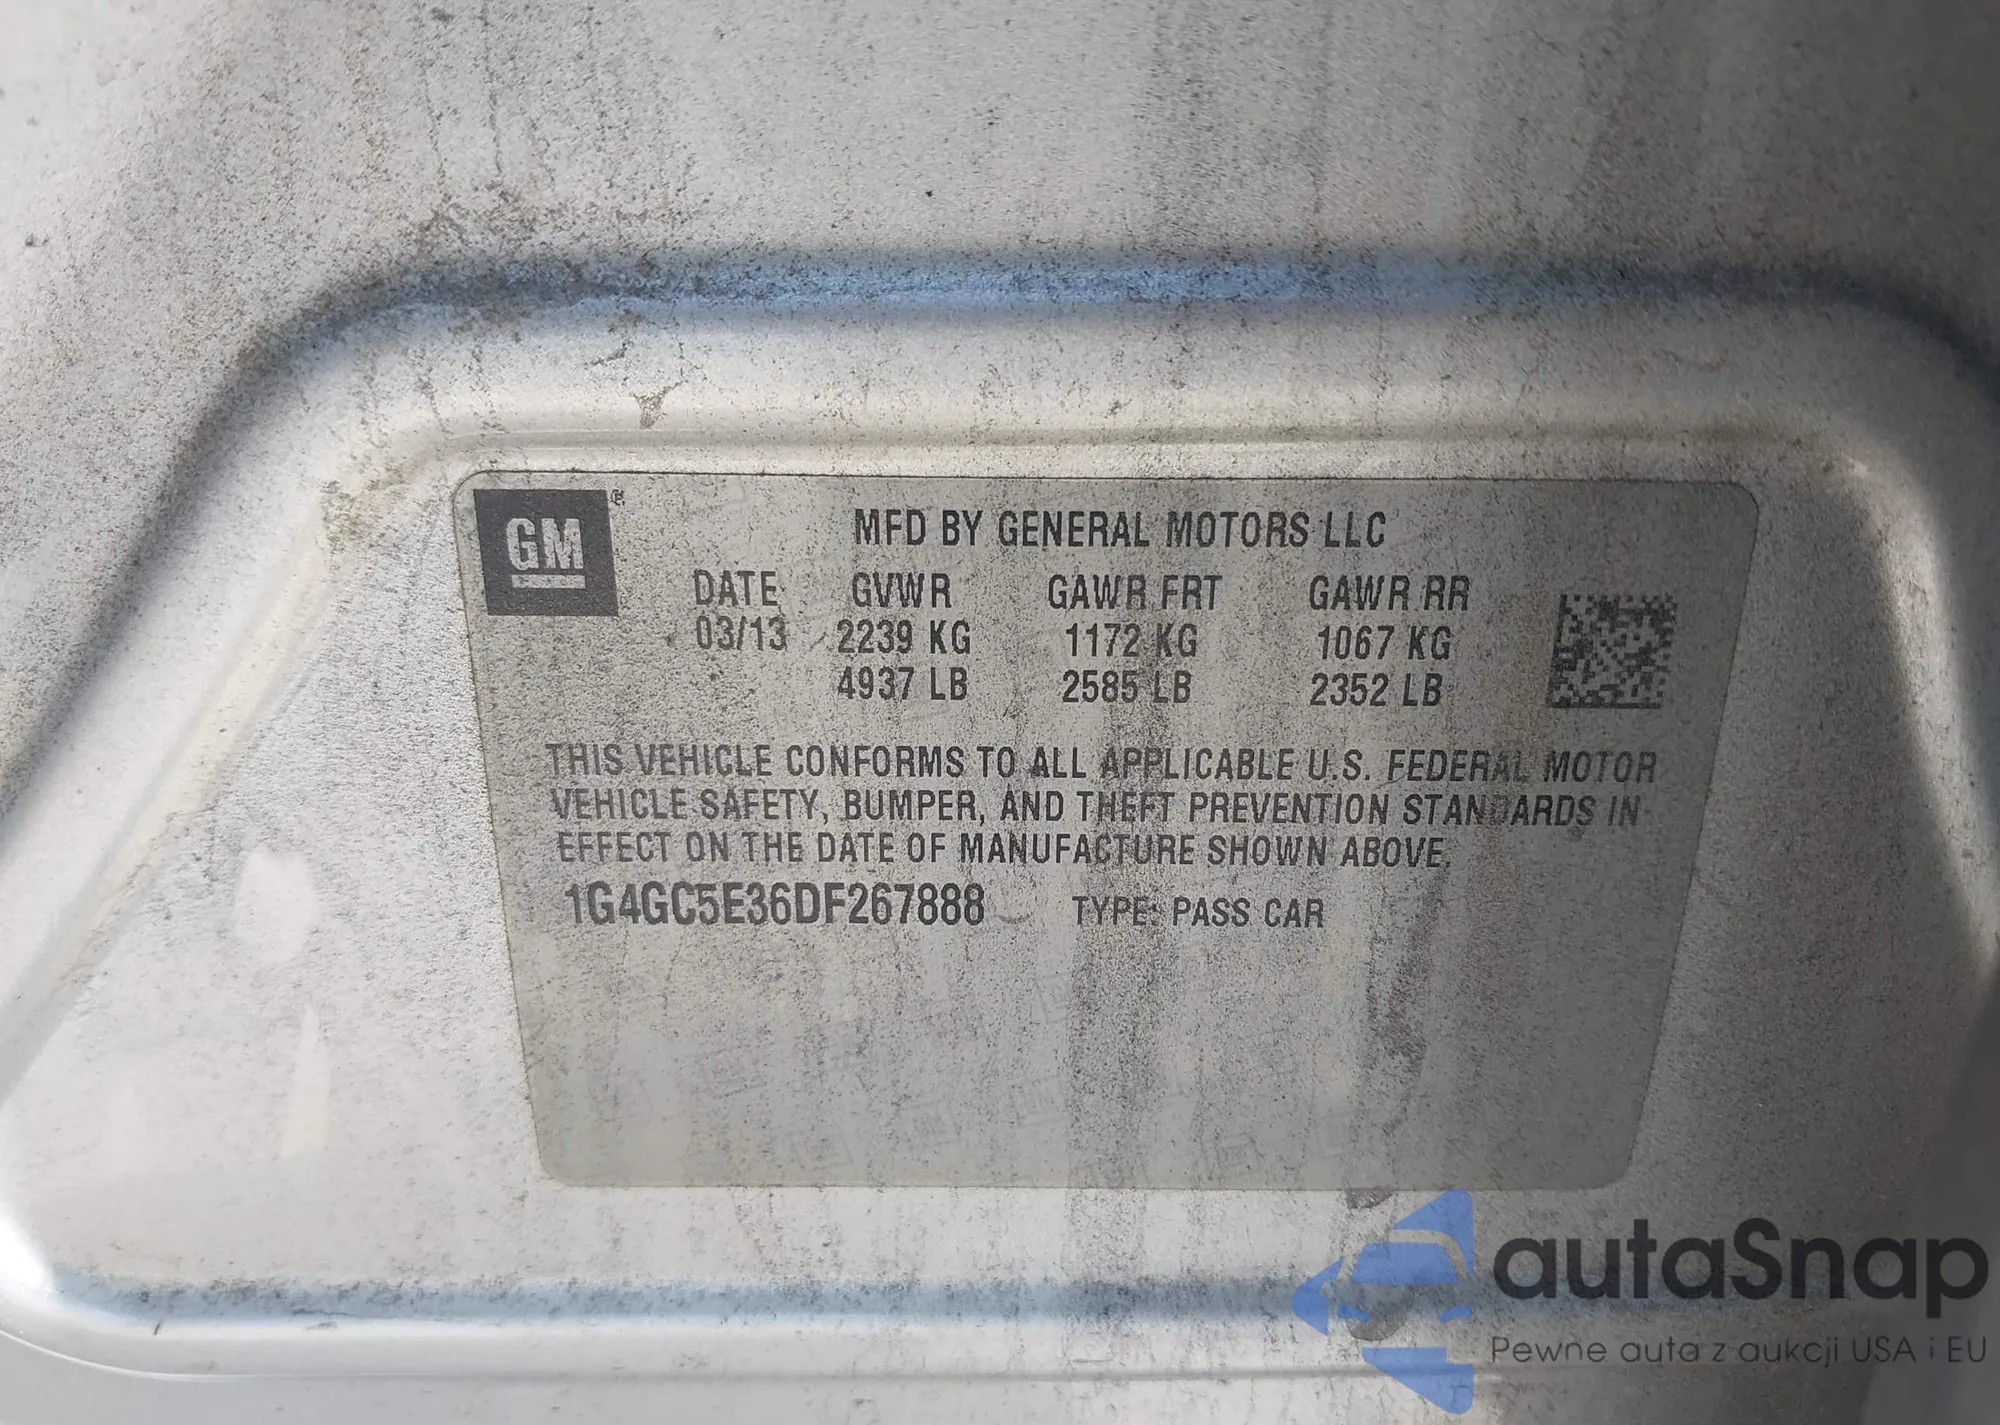 GM
MFD BY GENERAL MOTORS LLC
DATE GVWR GAWR FRT GAWR RR
03/13 2239 KG 1172 KG 1067 KG
4937 LB 2585 LB 2352 LB
THIS VEHICLE CONFORMS TO ALL APPLICABLE U.S. FEDERAL MOTOR
VEHICLE SAFETY, BUMPER, AND THEFT PREVENTION STANDARDS IN
EFFECT ON THE DATE OF MANUFACTURE SHOWN ABOVE.
1G4GC5E36DF267888 TYPE: PASS CAR
autaSnap
Pewne auta z aukcji USA i EU